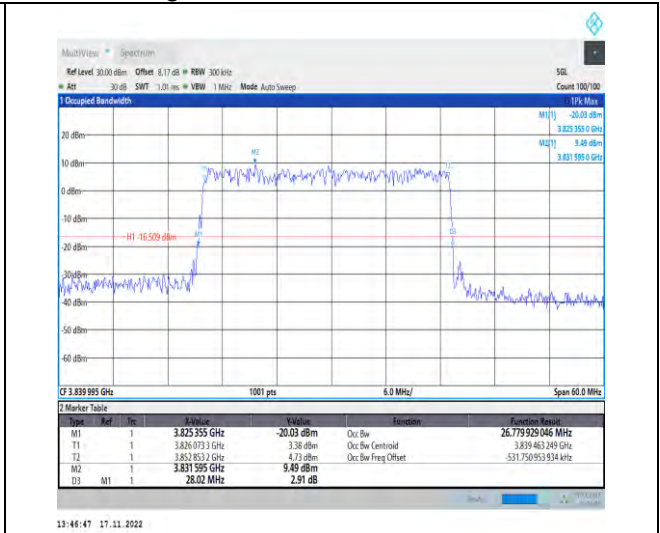 MultiView Spectrum
Ref Level 30.00 dBm Offset 8.17 dB RBW 300 kHz SGL
Att 30 dB SWT 1.01 ms VBW 1 MHz Mode Auto Sweep Count 100/100
1 Occupied Bandwidth 1Pk Max
M1[1] -20.03 dBm
3.825 355 0 GHz
20 dBm
M2[1] 9.49 dBm
3.831 595 0 GHz
M2
10 dBm
0 dBm
-10 dBm
H1 -16.509 dBm
-20 dBm
-30 dBm
-40 dBm
-50 dBm
-60 dBm
CF 3.839 995 GHz 1001 pts 6.0 MHz/ Span 60.0 MHz
2 Marker Table
Type Ref Trc X-Value Y-Value Function Function Result
M1 1 3.825 355 GHz -20.03 dBm Occ Bw 26.779 929 046 MHz
T1 1 3.826 073 3 GHz 3.38 dBm Occ Bw Centroid 3.839 463 249 GHz
T2 1 3.852 853 2 GHz 4.73 dBm Occ Bw Freq Offset -531.750 953 934 kHz
M2 1 3.831 595 GHz 9.49 dBm
D3 M1 1 28.02 MHz 2.91 dB
13:46:47 17.11.2022